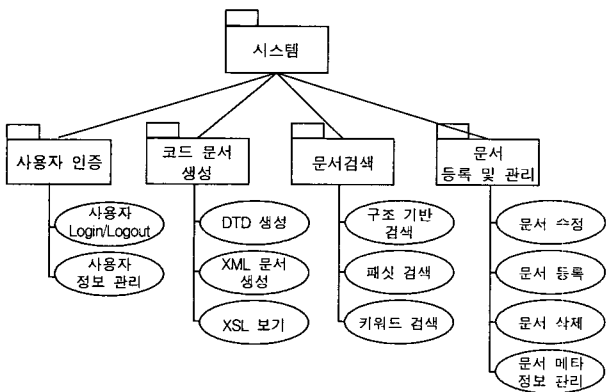 시스템
사용자 인증
코드 문서
생성
문서검색
문서
등록 및 관리
사용자
Login/Logout
사용자
정보 관리
DTD 생성
XML 문서
생성
XSL 보기
구조 기반
검색
패싯 검색
키워드 검색
문서 수정
문서 등록
문서 삭제
문서 메타
정보 관리